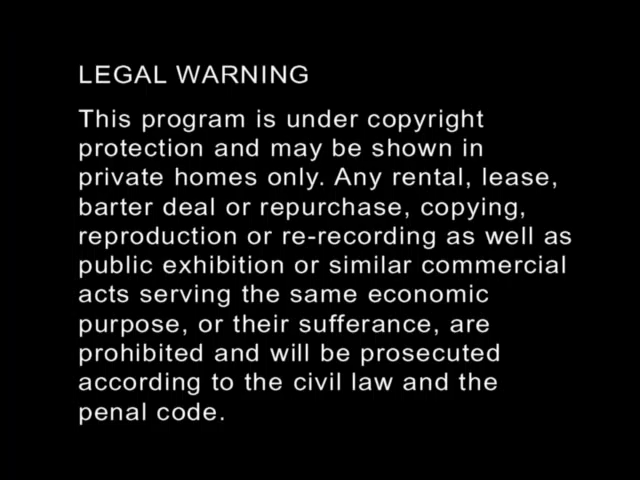 LEGAL WARNING
This program is under copyright
protection and may be shown in
private homes only. Any rental, lease,
barter deal or repurchase, copying,
reproduction or re-recording as well as
public exhibition or similar commercial
acts serving the same economic
purpose, or their sufferance, are
prohibited and will be prosecuted
according to the civil law and the
penal code.